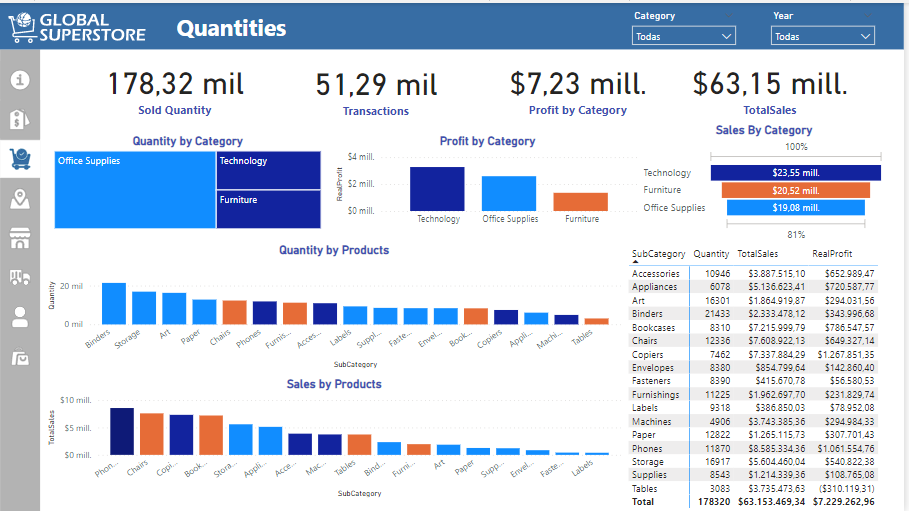 GLOBAL
SUPERSTORE
Quantities
Category
Todas
Year
Todas
178,32 mil
Sold Quantity
51,29 mil
Transactions
$7,23 mill.
Profit by Category
$63,15 mill.
TotalSales
Quantity by Category
Office Supplies
Technology
Furniture
Profit by Category
RealProfit
$4 mill.
$2 mill.
$0 mill.
Technology
Office Supplies
Furniture
Sales By Category
100%
Technology
$23,55 mill.
Furniture
$20,52 mill.
Office Supplies
$19,08 mill.
81%
Quantity by Products
Quantity
20 mil
0 mil
Binders
Storage
Art
Paper
Chairs
Phones
Furnis...
Acces...
Labels
Suppl...
Faste...
Envel...
Book...
Copiers
Appli...
Machi...
Tables
SubCategory
Sales by Products
TotalSales
$10 mill.
$5 mill.
$0 mill.
Phon...
Chairs
Copi...
Book...
Stora...
Appli...
Acce...
Mac...
Tables
Bind...
Furni...
Art
Paper
Supp...
Envel...
Faste...
Labels
SubCategory
SubCategory Quantity TotalSales RealProfit
Accessories 10946 $3.887.515,10 $652.989,47
Appliances 6078 $5.136.623,41 $720.587,77
Art 16301 $1.864.919,87 $294.031,56
Binders 21433 $2.333.478,12 $343.996,68
Bookcases 8310 $7.215.999,79 $786.547,57
Chairs 12336 $7.608.922,13 $649.327,14
Copiers 7462 $7.337.884,29 $1.267.851,35
Envelopes 8380 $854.799,64 $142.860,40
Fasteners 8390 $415.670,78 $56.580,53
Furnishings 11225 $1.962.697,70 $231.829,74
Labels 9318 $386.850,03 $78.952,08
Machines 4906 $3.743.385,36 $294.984,33
Paper 12822 $1.265.115,73 $307.701,43
Phones 11870 $8.585.334,36 $1.061.554,76
Storage 16917 $5.604.460,04 $540.822,38
Supplies 8543 $1.214.339,36 $108.765,08
Tables 3083 $3.735.473,63 ($310.119,31)
Total 178320 $63.153.469,34 $7.229.262,96